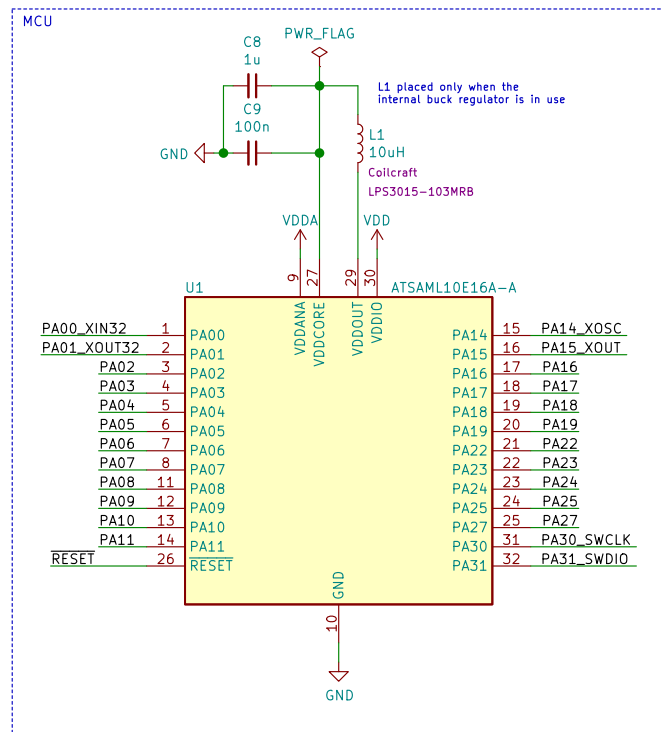 MCU
PWR_FLAG
C8
1u
L1 placed only when the
internal buck regulator is in use
C9
100n
GND
L1
10uH
Coilcraft
LPS3015-103MRB
VDDA
VDD
9
27
29
30
U1
ATSAML10E16A-A
VDDANA
VDDCORE
VDDOUT
VDDIO
PA00_XIN32 1 PA00
PA01_XOUT32 2 PA01
PA02 3 PA02
PA03 4 PA03
PA04 5 PA04
PA05 6 PA05
PA06 7 PA06
PA07 8 PA07
PA08 11 PA08
PA09 12 PA09
PA10 13 PA10
PA11 14 PA11
RESET 26 RESET
PA14 15 PA14_XOSC
PA15 16 PA15_XOUT
PA16 17 PA16
PA17 18 PA17
PA18 19 PA18
PA19 20 PA19
PA22 21 PA22
PA23 22 PA23
PA24 23 PA24
PA25 24 PA25
PA27 25 PA27
PA30 31 PA30_SWCLK
PA31 32 PA31_SWDIO
GND
10
GND